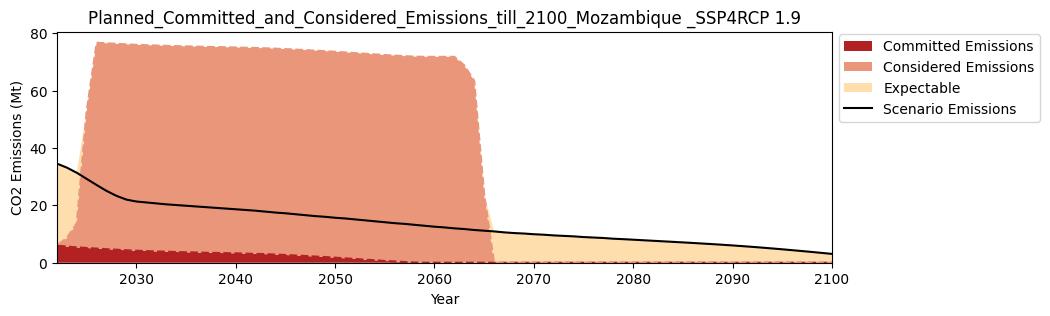 Planned_Committed_and_Considered_Emissions_till_2100_Mozambique _SSP4RCP 1.9
80
60
40
20
0
CO2 Emissions (Mt)
2030 2040 2050 2060 2070 2080 2090 2100
Year
Committed Emissions
Considered Emissions
Expectable
Scenario Emissions